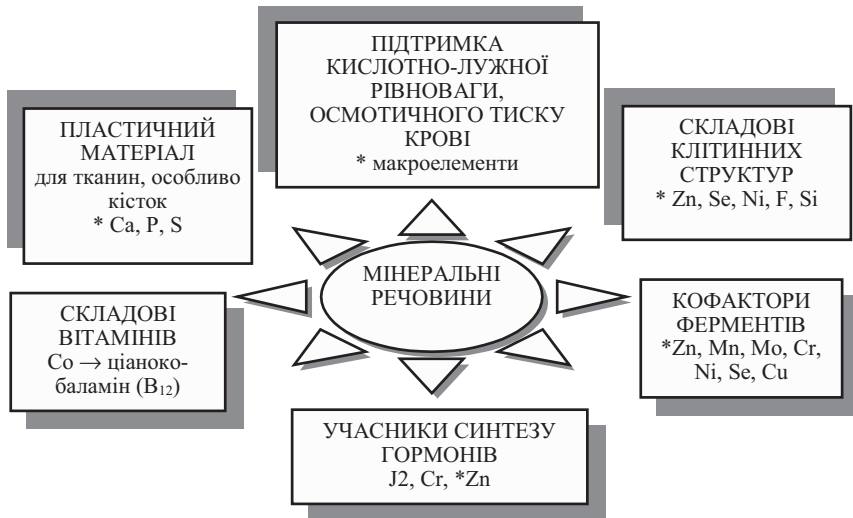 ПІДТРИМКА
КИСЛОТНО-ЛУЖНОЇ
РІВНОВАГИ,
ОСМОТИЧНОГО ТИСКУ
КРОВІ
* макроелементи
ПЛАСТИЧНИЙ
МАТЕРІАЛ
для тканин, особливо
кісток
* Ca, P, S
СКЛАДОВІ
КЛІТИННИХ
СТРУКТУР
* Zn, Se, Ni, F, Si
МІНЕРАЛЬНІ
РЕЧОВИНИ
СКЛАДОВІ
ВІТАМІНІВ
Co → ціаноко-
баламін (B₁₂)
КОФАКТОРИ
ФЕРМЕНТІВ
*Zn, Mn, Mo, Cr,
Ni, Se, Cu
УЧАСНИКИ СИНТЕЗУ
ГОРМОНІВ
J2, Cr, *Zn